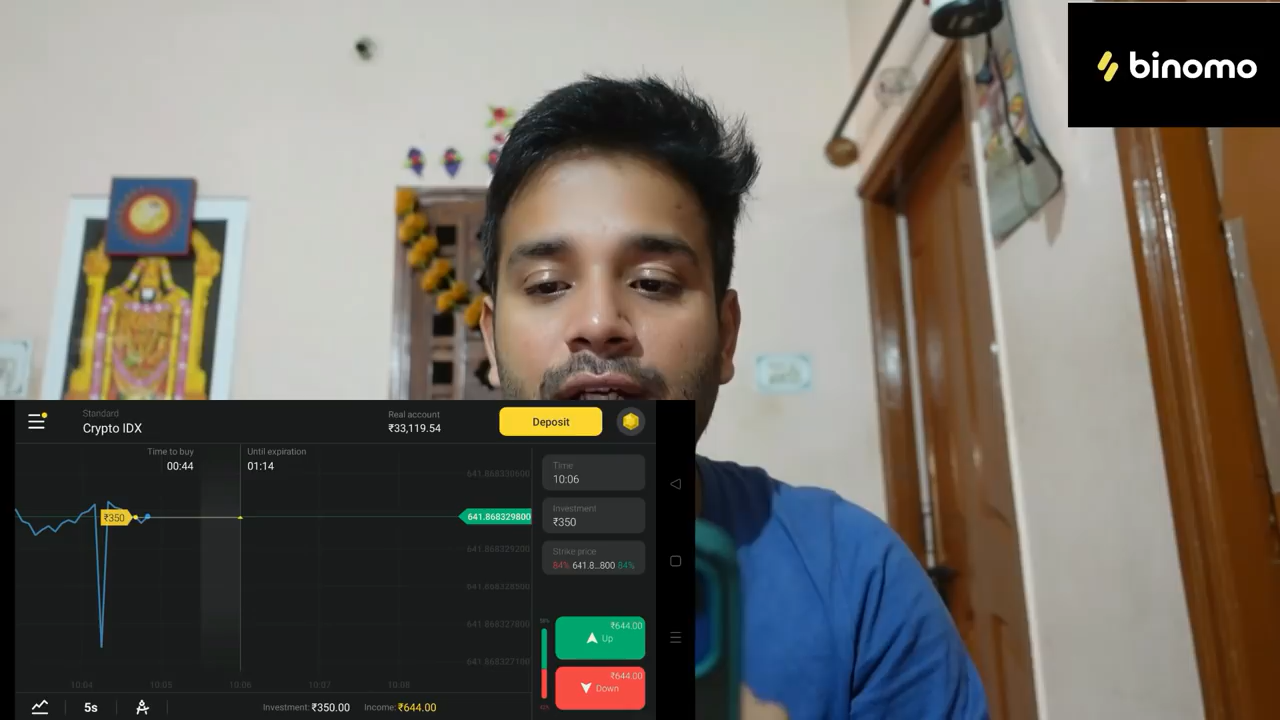 binomo
Standard
Crypto IDX
Real account
₹33,119.54
Deposit
Time to buy
00:44
Until expiration
01:14
641.868330600
₹350
641.868329800
641.868329200
641.868328500
641.868327800
641.868327100
Time
10:06
Investment
₹350
Strike price
84% 641.8...800 84%
₹644.00
Up
₹644.00
Down
10:04
10:05
10:06
10:07
10:08
5s
Investment: ₹350.00
Income: ₹644.00